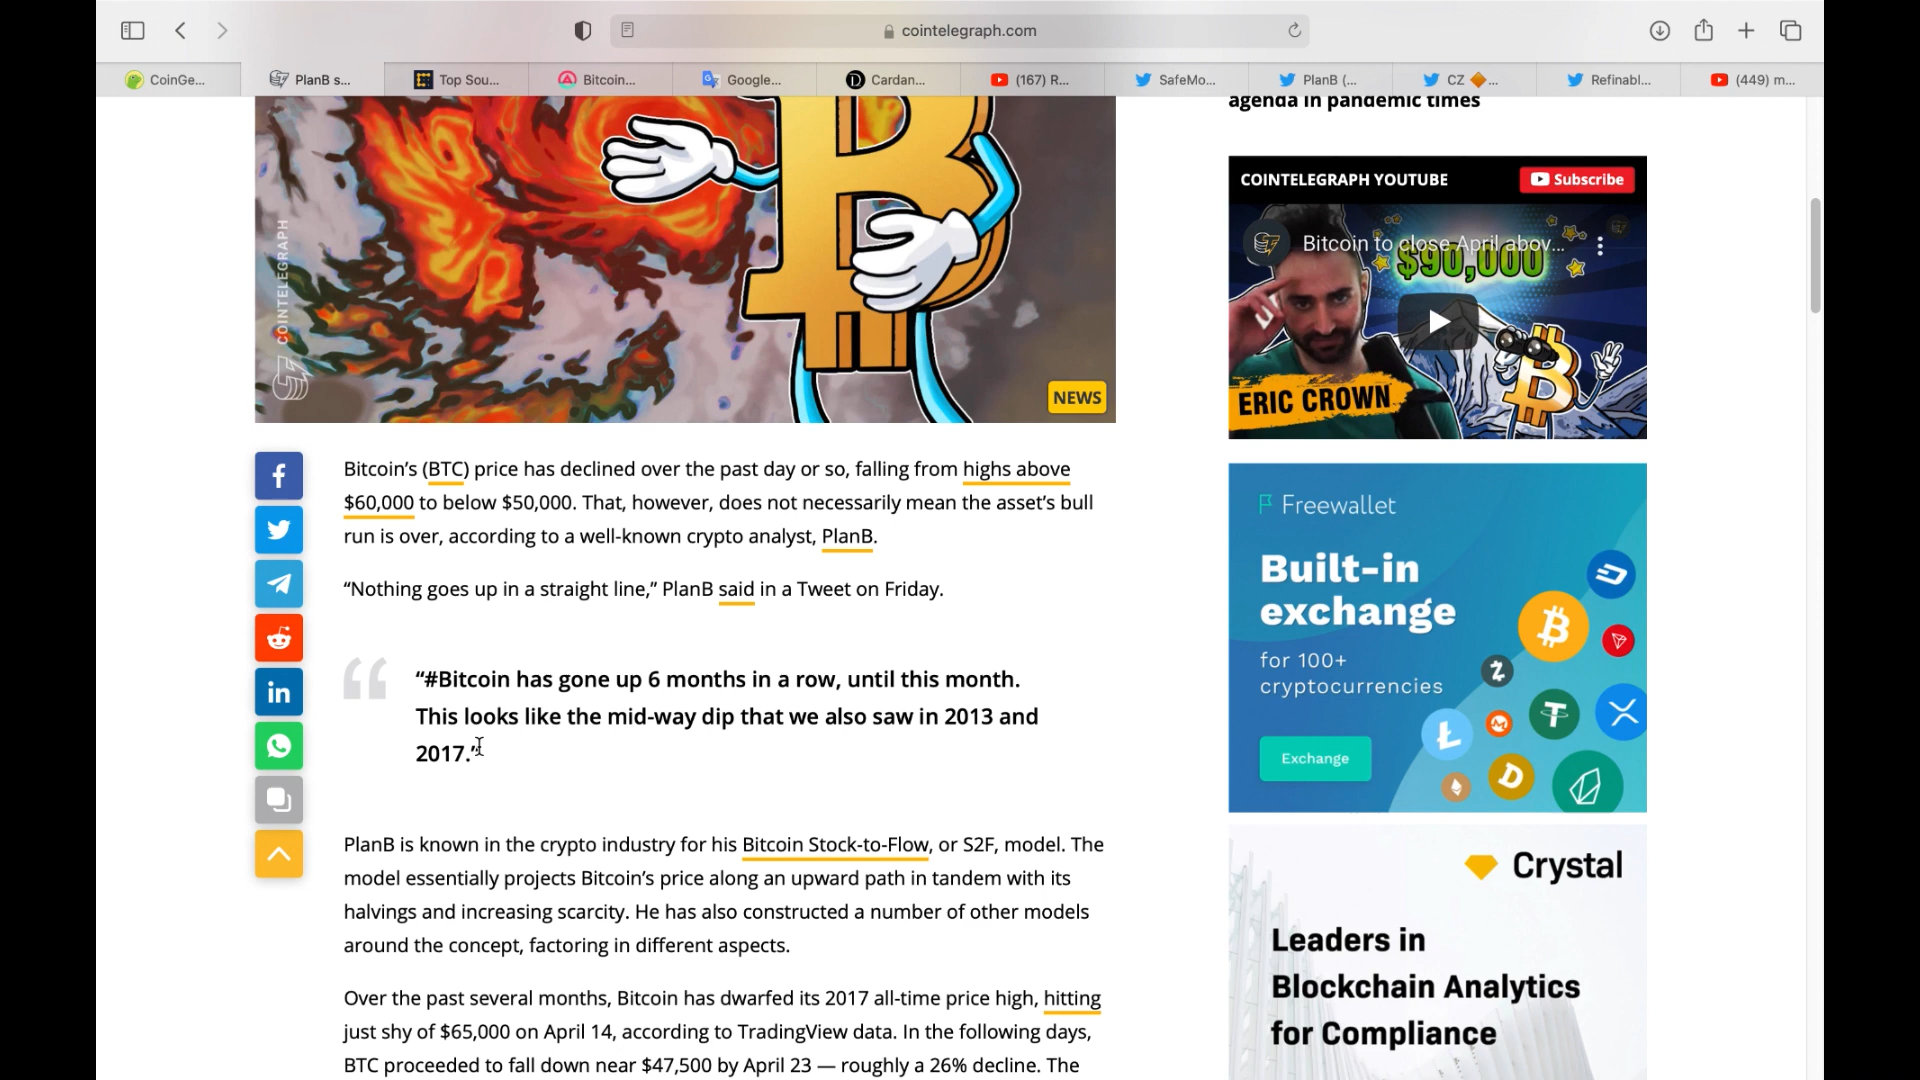 cointelegraph.com
CoinGe...
PlanB s...
Top Sou...
Bitcoin...
Google...
Cardan...
(167) R...
SafeMo...
PlanB (...
CZ 🔶 ...
Refinabl...
(449) m...
agenda in pandemic times
COINTELEGRAPH YOUTUBE
Subscribe
Bitcoin to close April abov...
$90,000
ERIC CROWN
COINTELEGRAPH
NEWS
Bitcoin’s (BTC) price has declined over the past day or so, falling from highs above
$60,000 to below $50,000. That, however, does not necessarily mean the asset’s bull
run is over, according to a well-known crypto analyst, PlanB.
“Nothing goes up in a straight line,” PlanB said in a Tweet on Friday.
“#Bitcoin has gone up 6 months in a row, until this month.
This looks like the mid-way dip that we also saw in 2013 and
2017.”
PlanB is known in the crypto industry for his Bitcoin Stock-to-Flow, or S2F, model. The
model essentially projects Bitcoin’s price along an upward path in tandem with its
halvings and increasing scarcity. He has also constructed a number of other models
around the concept, factoring in different aspects.
Over the past several months, Bitcoin has dwarfed its 2017 all-time price high, hitting
just shy of $65,000 on April 14, according to TradingView data. In the following days,
BTC proceeded to fall down near $47,500 by April 23 — roughly a 26% decline. The
Freewallet
Built-in
exchange
for 100+
cryptocurrencies
Exchange
Crystal
Leaders in
Blockchain Analytics
for Compliance